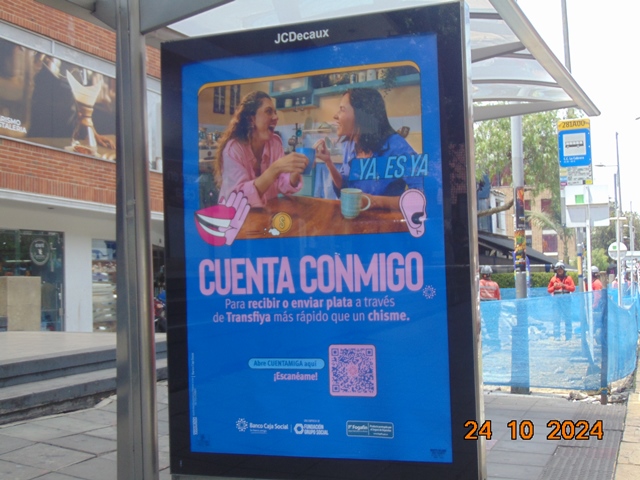 JCDecaux
YA, ES YA
CUENTA CONMIGO
Para recibir o enviar plata a través
de Transfiya más rápido que un chisme.
Abre CUENTAMIGA aquí
¡Escanéame!
Banco Caja Social
FUNDACIÓN
GRUPO SOCIAL
Fogafín
24 10 2024